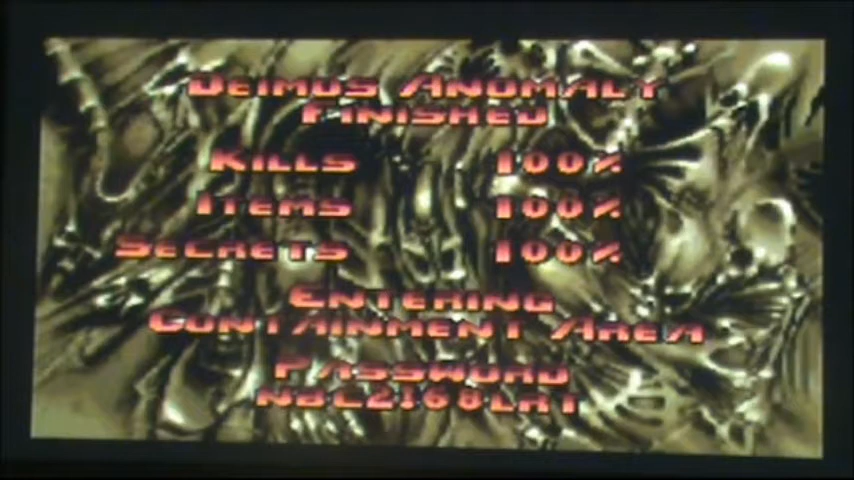 Deimos Anomaly
Finished
Kills 100%
Items 100%
Secrets 100%
Entering
Containment Area
Password